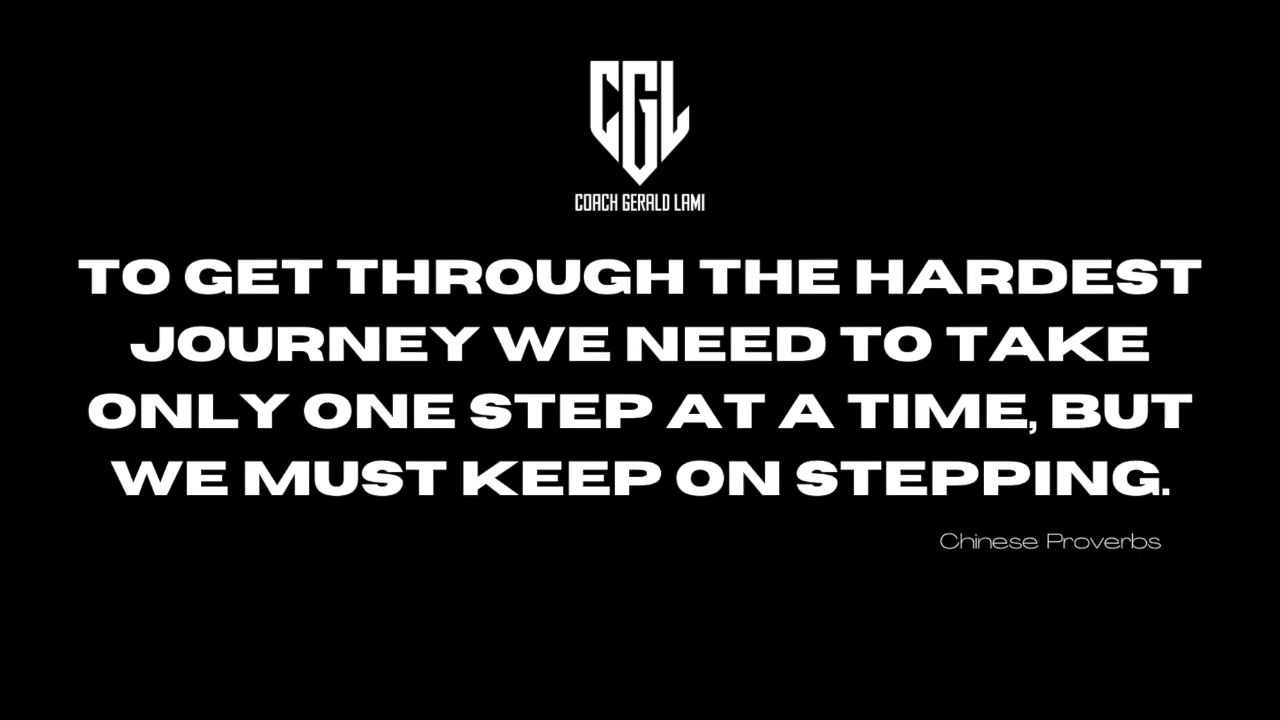 CGL
COACH GERALD LAMI
TO GET THROUGH THE HARDEST
JOURNEY WE NEED TO TAKE
ONLY ONE STEP AT A TIME, BUT
WE MUST KEEP ON STEPPING.
Chinese Proverbs